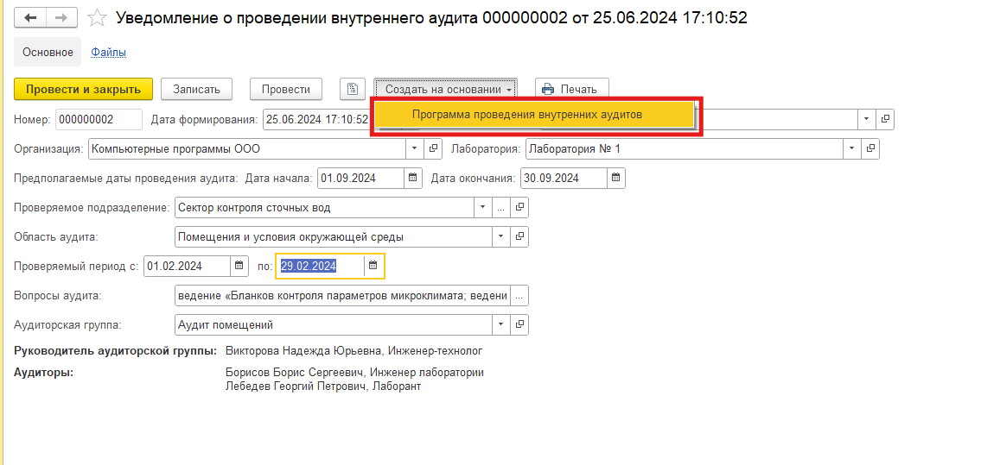 Уведомление о проведении внутреннего аудита 000000002 от 25.06.2024 17:10:52
Основное Файлы
Провести и закрыть Записать Провести Создать на основании Печать
Программа проведения внутренних аудитов
Номер: 000000002 Дата формирования: 25.06.2024 17:10:52
Организация: Компьютерные программы ООО Лаборатория: Лаборатория № 1
Предполагаемые даты проведения аудита: Дата начала: 01.09.2024 Дата окончания: 30.09.2024
Проверяемое подразделение: Сектор контроля сточных вод ...
Область аудита: Помещения и условия окружающей среды
Проверяемый период с: 01.02.2024 по: 29.02.2024
Вопросы аудита: ведение «Бланков контроля параметров микроклимата; ведени ...
Аудиторская группа: Аудит помещений
Руководитель аудиторской группы: Викторова Надежда Юрьевна, Инженер-технолог
Аудиторы: Борисов Борис Сергеевич, Инженер лаборатории
Лебедев Георгий Петрович, Лаборант